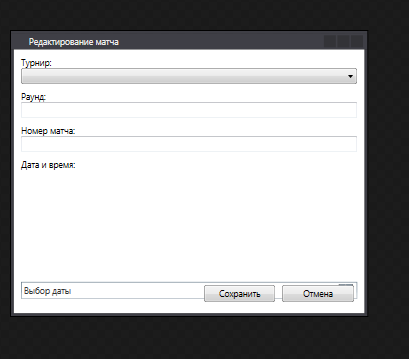 Редактирование матча
Турнир:
Раунд:
Номер матча:
Дата и время:
Выбор даты
Сохранить
Отмена